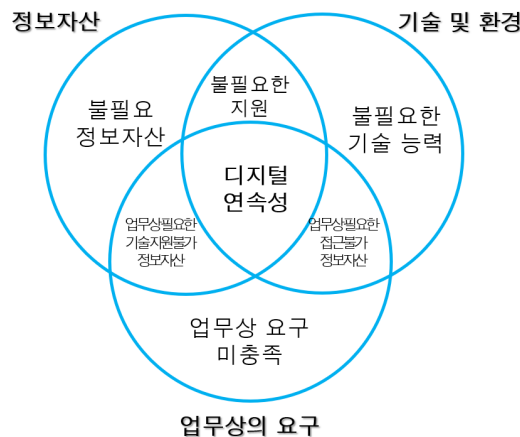 정보자산
기술 및 환경
불필요한
지원
불필요
정보자산
불필요한
기술 능력
디지털
연속성
업무상필요한
기술지원불가
정보자산
업무상필요한
접근불가
정보자산
업무상 요구
미충족
업무상의 요구